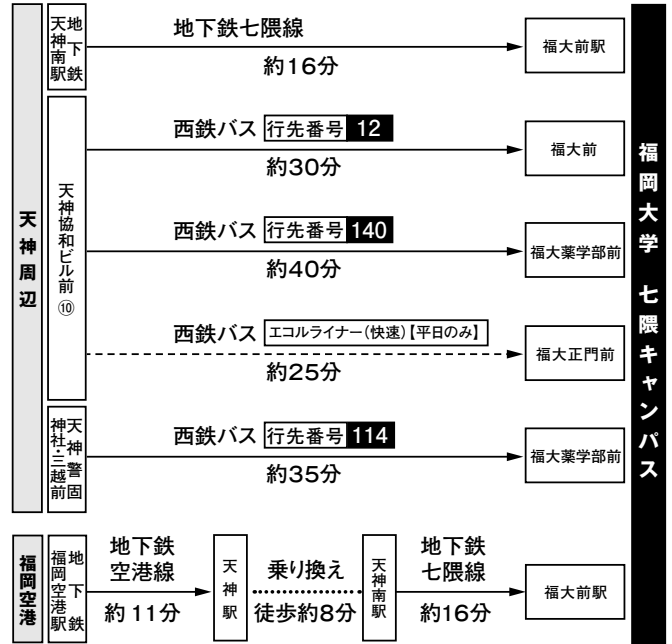 天神周辺
地下鉄
天神南駅
地下鉄七隈線
約16分
福大前駅
天神協和ビル前 ⑩
西鉄バス 行先番号 12
約30分
福大前
西鉄バス 行先番号 140
約40分
福大薬学部前
西鉄バス エコルライナー(快速)【平日のみ】
約25分
福大正門前
天神警固
神社・三越前
西鉄バス 行先番号 114
約35分
福大薬学部前
福岡空港
地下鉄
福岡空港駅
地下鉄
空港線
約11分
天神駅
乗り換え
徒歩約8分
天神南駅
地下鉄
七隈線
約16分
福大前駅
福岡大学 七隈キャンパス